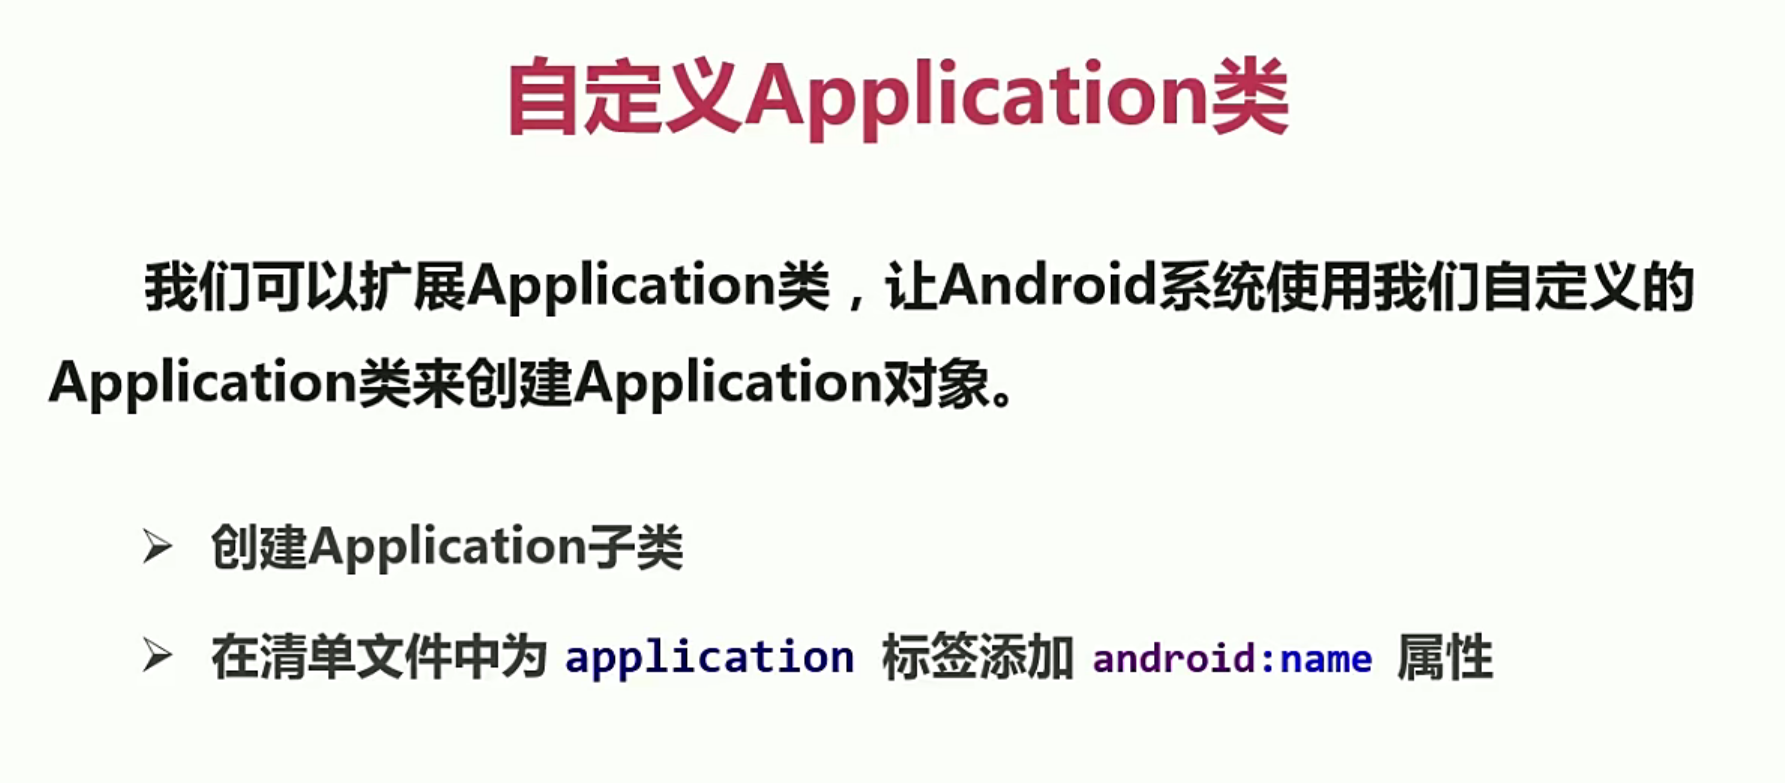 自定义Application类
我们可以扩展Application类，让Android系统使用我们自定义的
Application类来创建Application对象。
➢ 创建Application子类
➢ 在清单文件中为 application 标签添加 android:name 属性